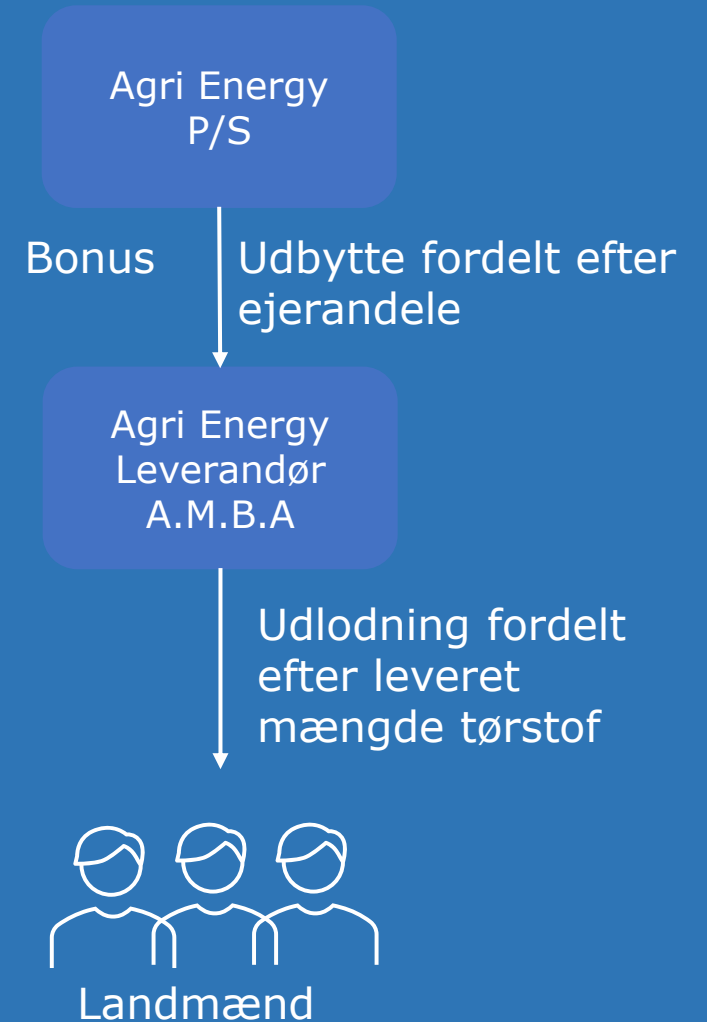 Agri Energy
P/S
Bonus
Udbytte fordelt efter
ejerandele
Agri Energy
Leverandør
A.M.B.A
Udlodning fordelt
efter leveret
mængde tørstof
Landmænd